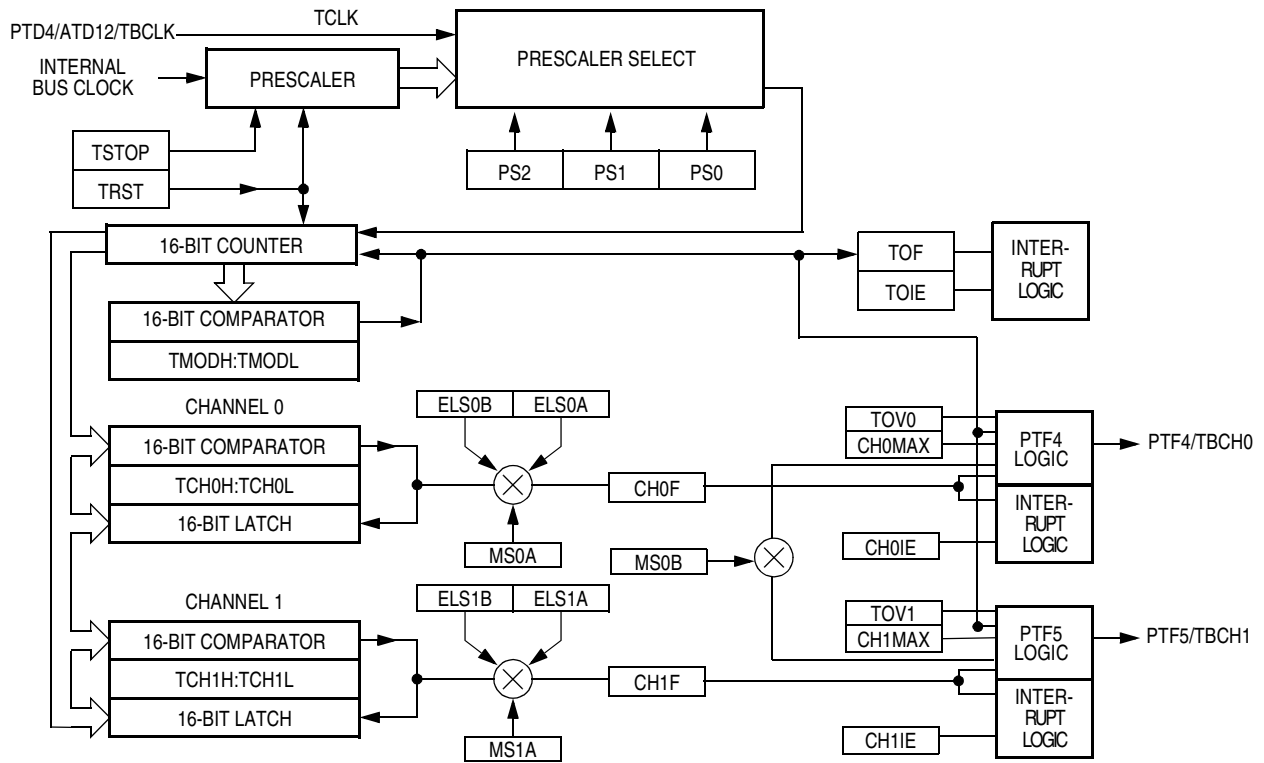 TCLK
PTD4/ATD12/TBCLK
INTERNAL
BUS CLOCK
PRESCALER
PRESCALER SELECT
TSTOP
TRST
PS2
PS1
PS0
16-BIT COUNTER
TOF
TOIE
INTER-
RUPT
LOGIC
16-BIT COMPARATOR
TMODH:TMODL
CHANNEL 0
ELS0B
ELS0A
16-BIT COMPARATOR
TCH0H:TCH0L
16-BIT LATCH
MS0A
CH0F
TOV0
CH0MAX
PTF4
LOGIC
PTF4/TBCH0
INTER-
RUPT
LOGIC
CH0IE
MS0B
CHANNEL 1
ELS1B
ELS1A
16-BIT COMPARATOR
TCH1H:TCH1L
16-BIT LATCH
MS1A
CH1F
TOV1
CH1MAX
PTF5
LOGIC
PTF5/TBCH1
INTER-
RUPT
LOGIC
CH1IE